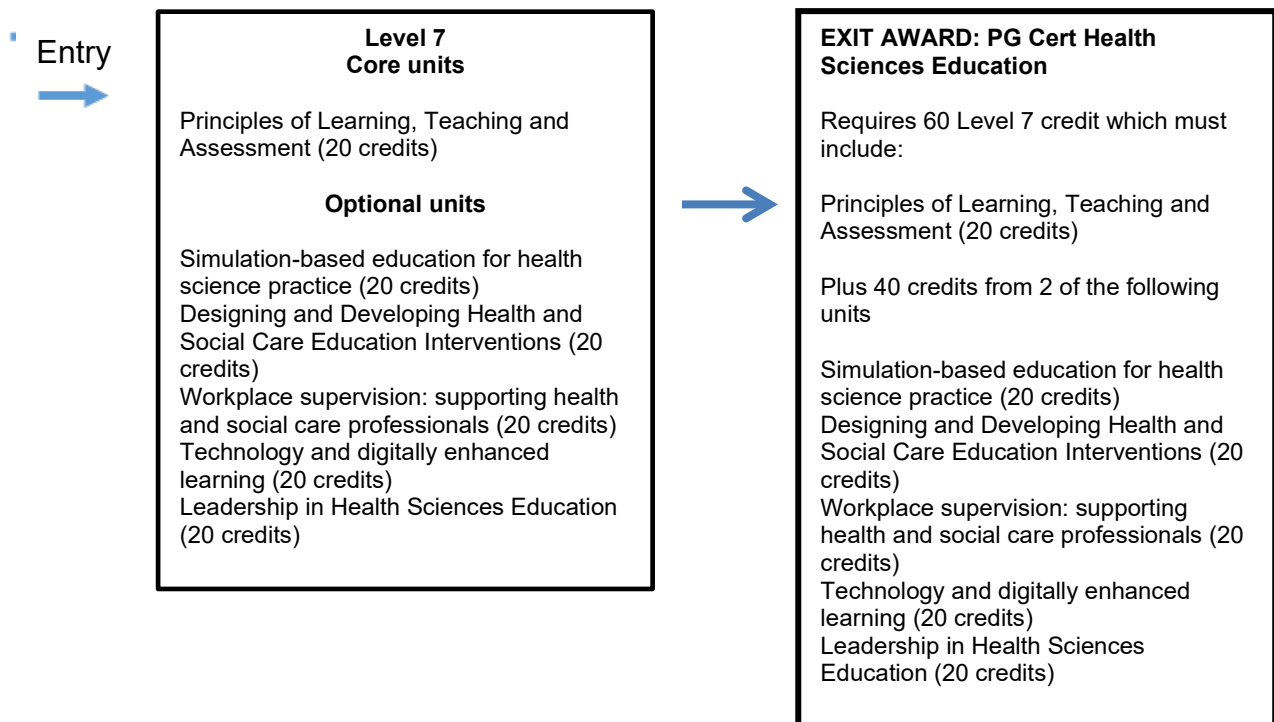 Entry
Level 7
Core units
Principles of Learning, Teaching and
Assessment (20 credits)
Optional units
Simulation-based education for health
science practice (20 credits)
Designing and Developing Health and
Social Care Education Interventions (20
credits)
Workplace supervision: supporting health
and social care professionals (20 credits)
Technology and digitally enhanced
learning (20 credits)
Leadership in Health Sciences Education
(20 credits)
EXIT AWARD: PG Cert Health
Sciences Education
Requires 60 Level 7 credit which must
include:
Principles of Learning, Teaching and
Assessment (20 credits)
Plus 40 credits from 2 of the following
units
Simulation-based education for health
science practice (20 credits)
Designing and Developing Health and
Social Care Education Interventions (20
credits)
Workplace supervision: supporting
health and social care professionals (20
credits)
Technology and digitally enhanced
learning (20 credits)
Leadership in Health Sciences
Education (20 credits)